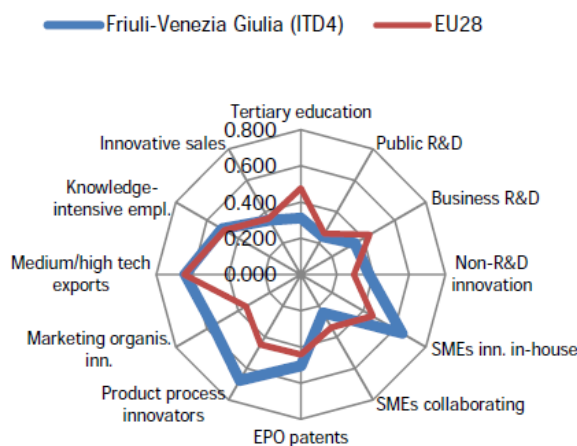 Friuli-Venezia Giulia (ITD4) EU28
Tertiary education
0.800
Innovative sales
Public R&D
0.600
Knowledge-
intensive empl.
Business R&D
0.400
0.200
Medium/high tech
exports
0.000
Non-R&D
innovation
Marketing organis.
inn.
SMEs inn. in-house
Product process
innovators
SMEs collaborating
EPO patents